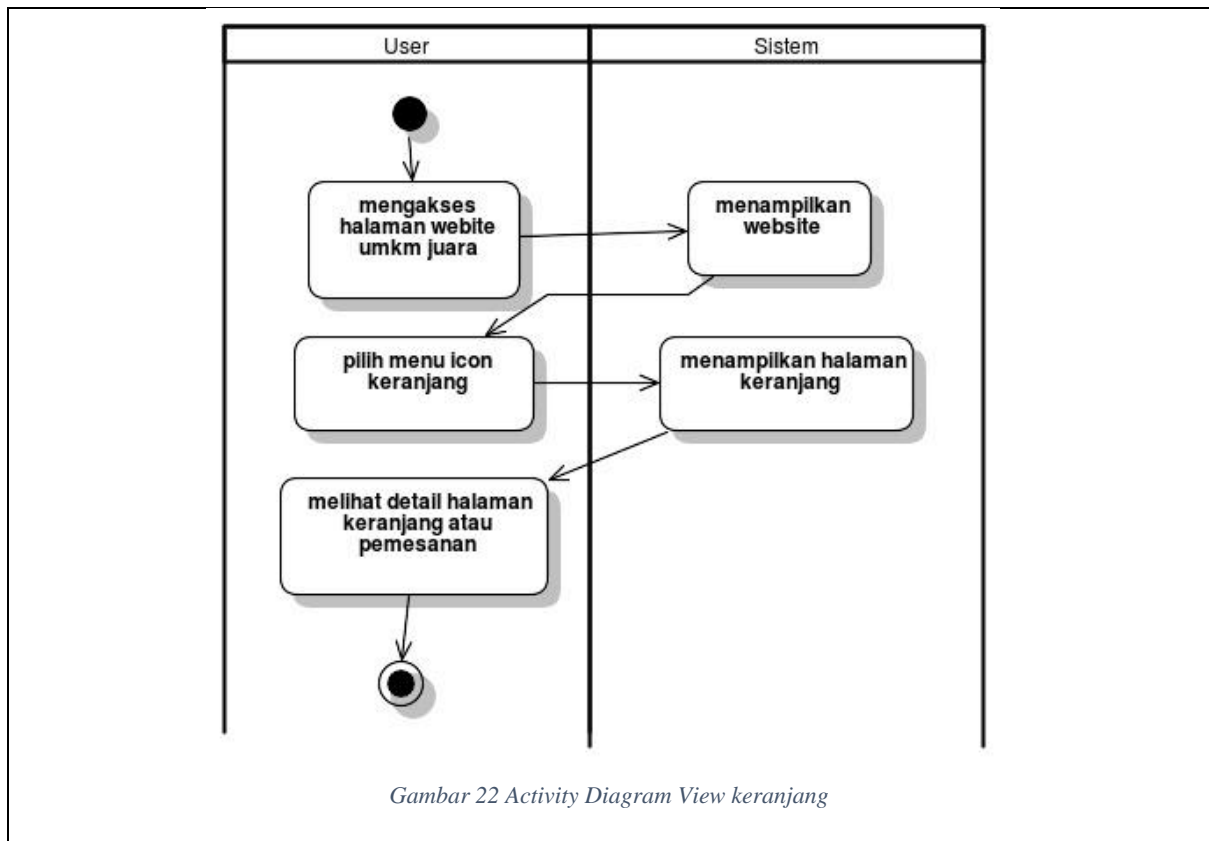 User
Sistem
mengakses
halaman webite
umkm juara
menampilkan
website
pilih menu icon
keranjang
menampilkan halaman
keranjang
melihat detail halaman
keranjang atau
pemesanan
Gambar 22 Activity Diagram View keranjang